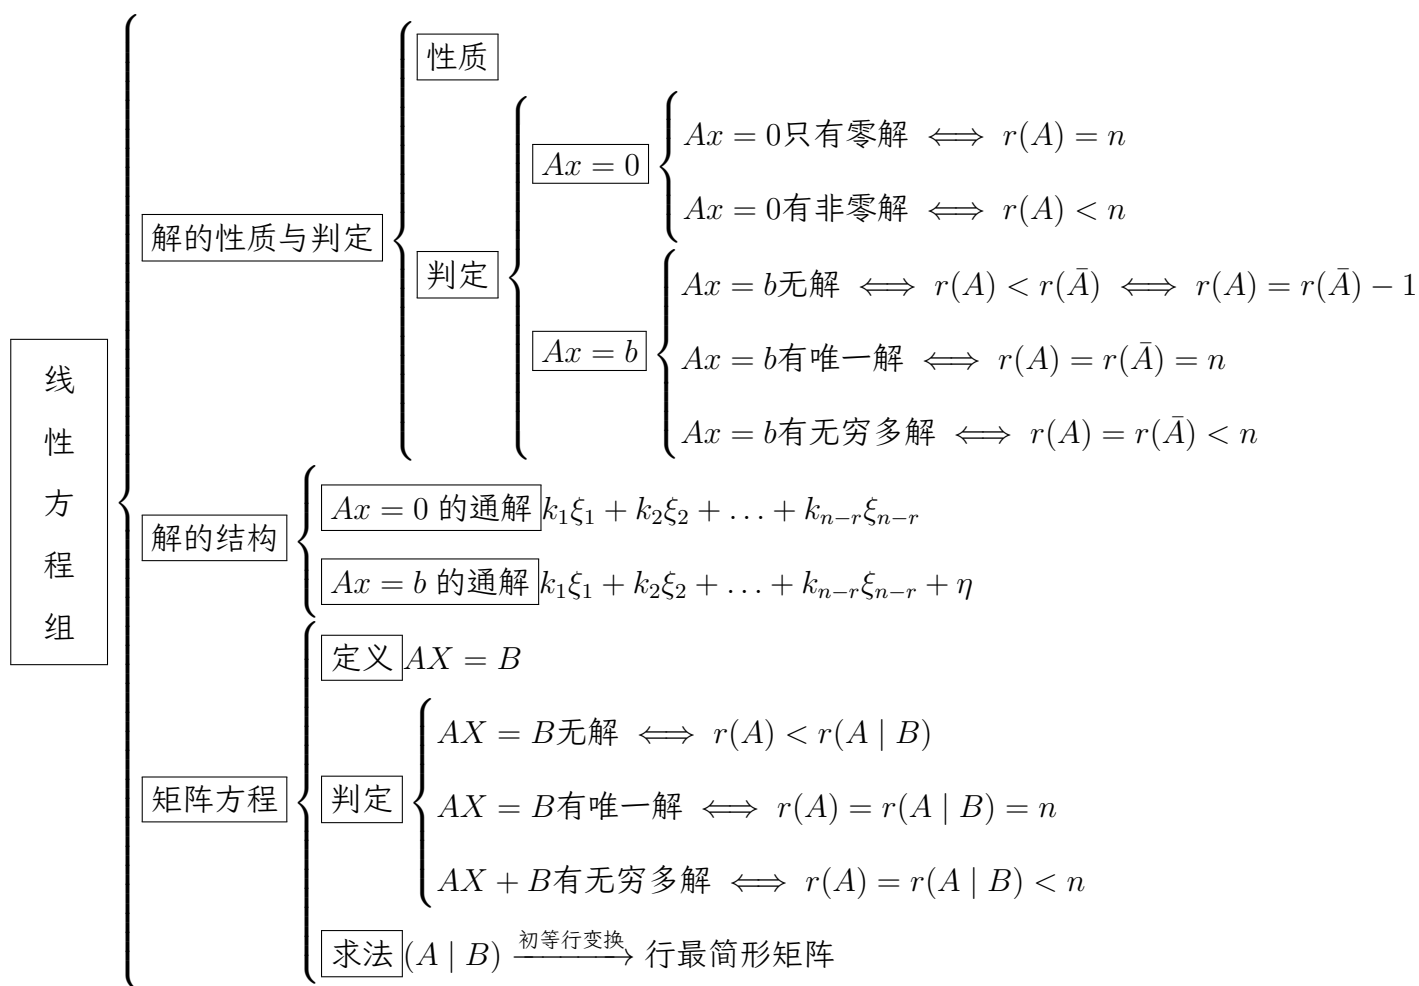 线
性
方
程
组
解的性质与判定
性质
判定
Ax = 0
Ax = 0只有零解 ⟺ r(A) = n
Ax = 0有非零解 ⟺ r(A) < n
Ax = b
Ax = b无解 ⟺ r(A) < r(Ā) ⟺ r(A) = r(Ā) − 1
Ax = b有唯一解 ⟺ r(A) = r(Ā) = n
Ax = b有无穷多解 ⟺ r(A) = r(Ā) < n
解的结构
Ax = 0 的通解 k₁ξ₁ + k₂ξ₂ + … + kₙ₋ᵣξₙ₋ᵣ
Ax = b 的通解 k₁ξ₁ + k₂ξ₂ + … + kₙ₋ᵣξₙ₋ᵣ + η
矩阵方程
定义 AX = B
判定
AX = B无解 ⟺ r(A) < r(A | B)
AX = B有唯一解 ⟺ r(A) = r(A | B) = n
AX + B有无穷多解 ⟺ r(A) = r(A | B) < n
求法 (A | B) 初等行变换⟶ 行最简形矩阵